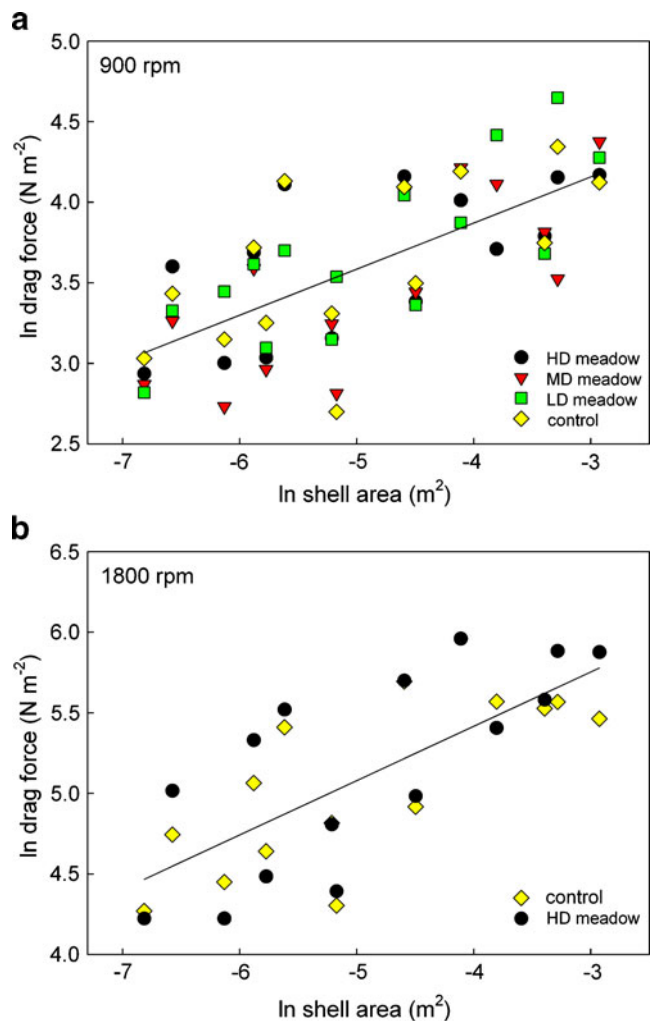 a
5.0
900 rpm
4.5
4.0
3.5
3.0
2.5
ln drag force (N m⁻²)
HD meadow
MD meadow
LD meadow
control
-7 -6 -5 -4 -3
ln shell area (m²)
b
6.5
1800 rpm
6.0
5.5
5.0
4.5
4.0
ln drag force (N m⁻²)
control
HD meadow
-7 -6 -5 -4 -3
ln shell area (m²)